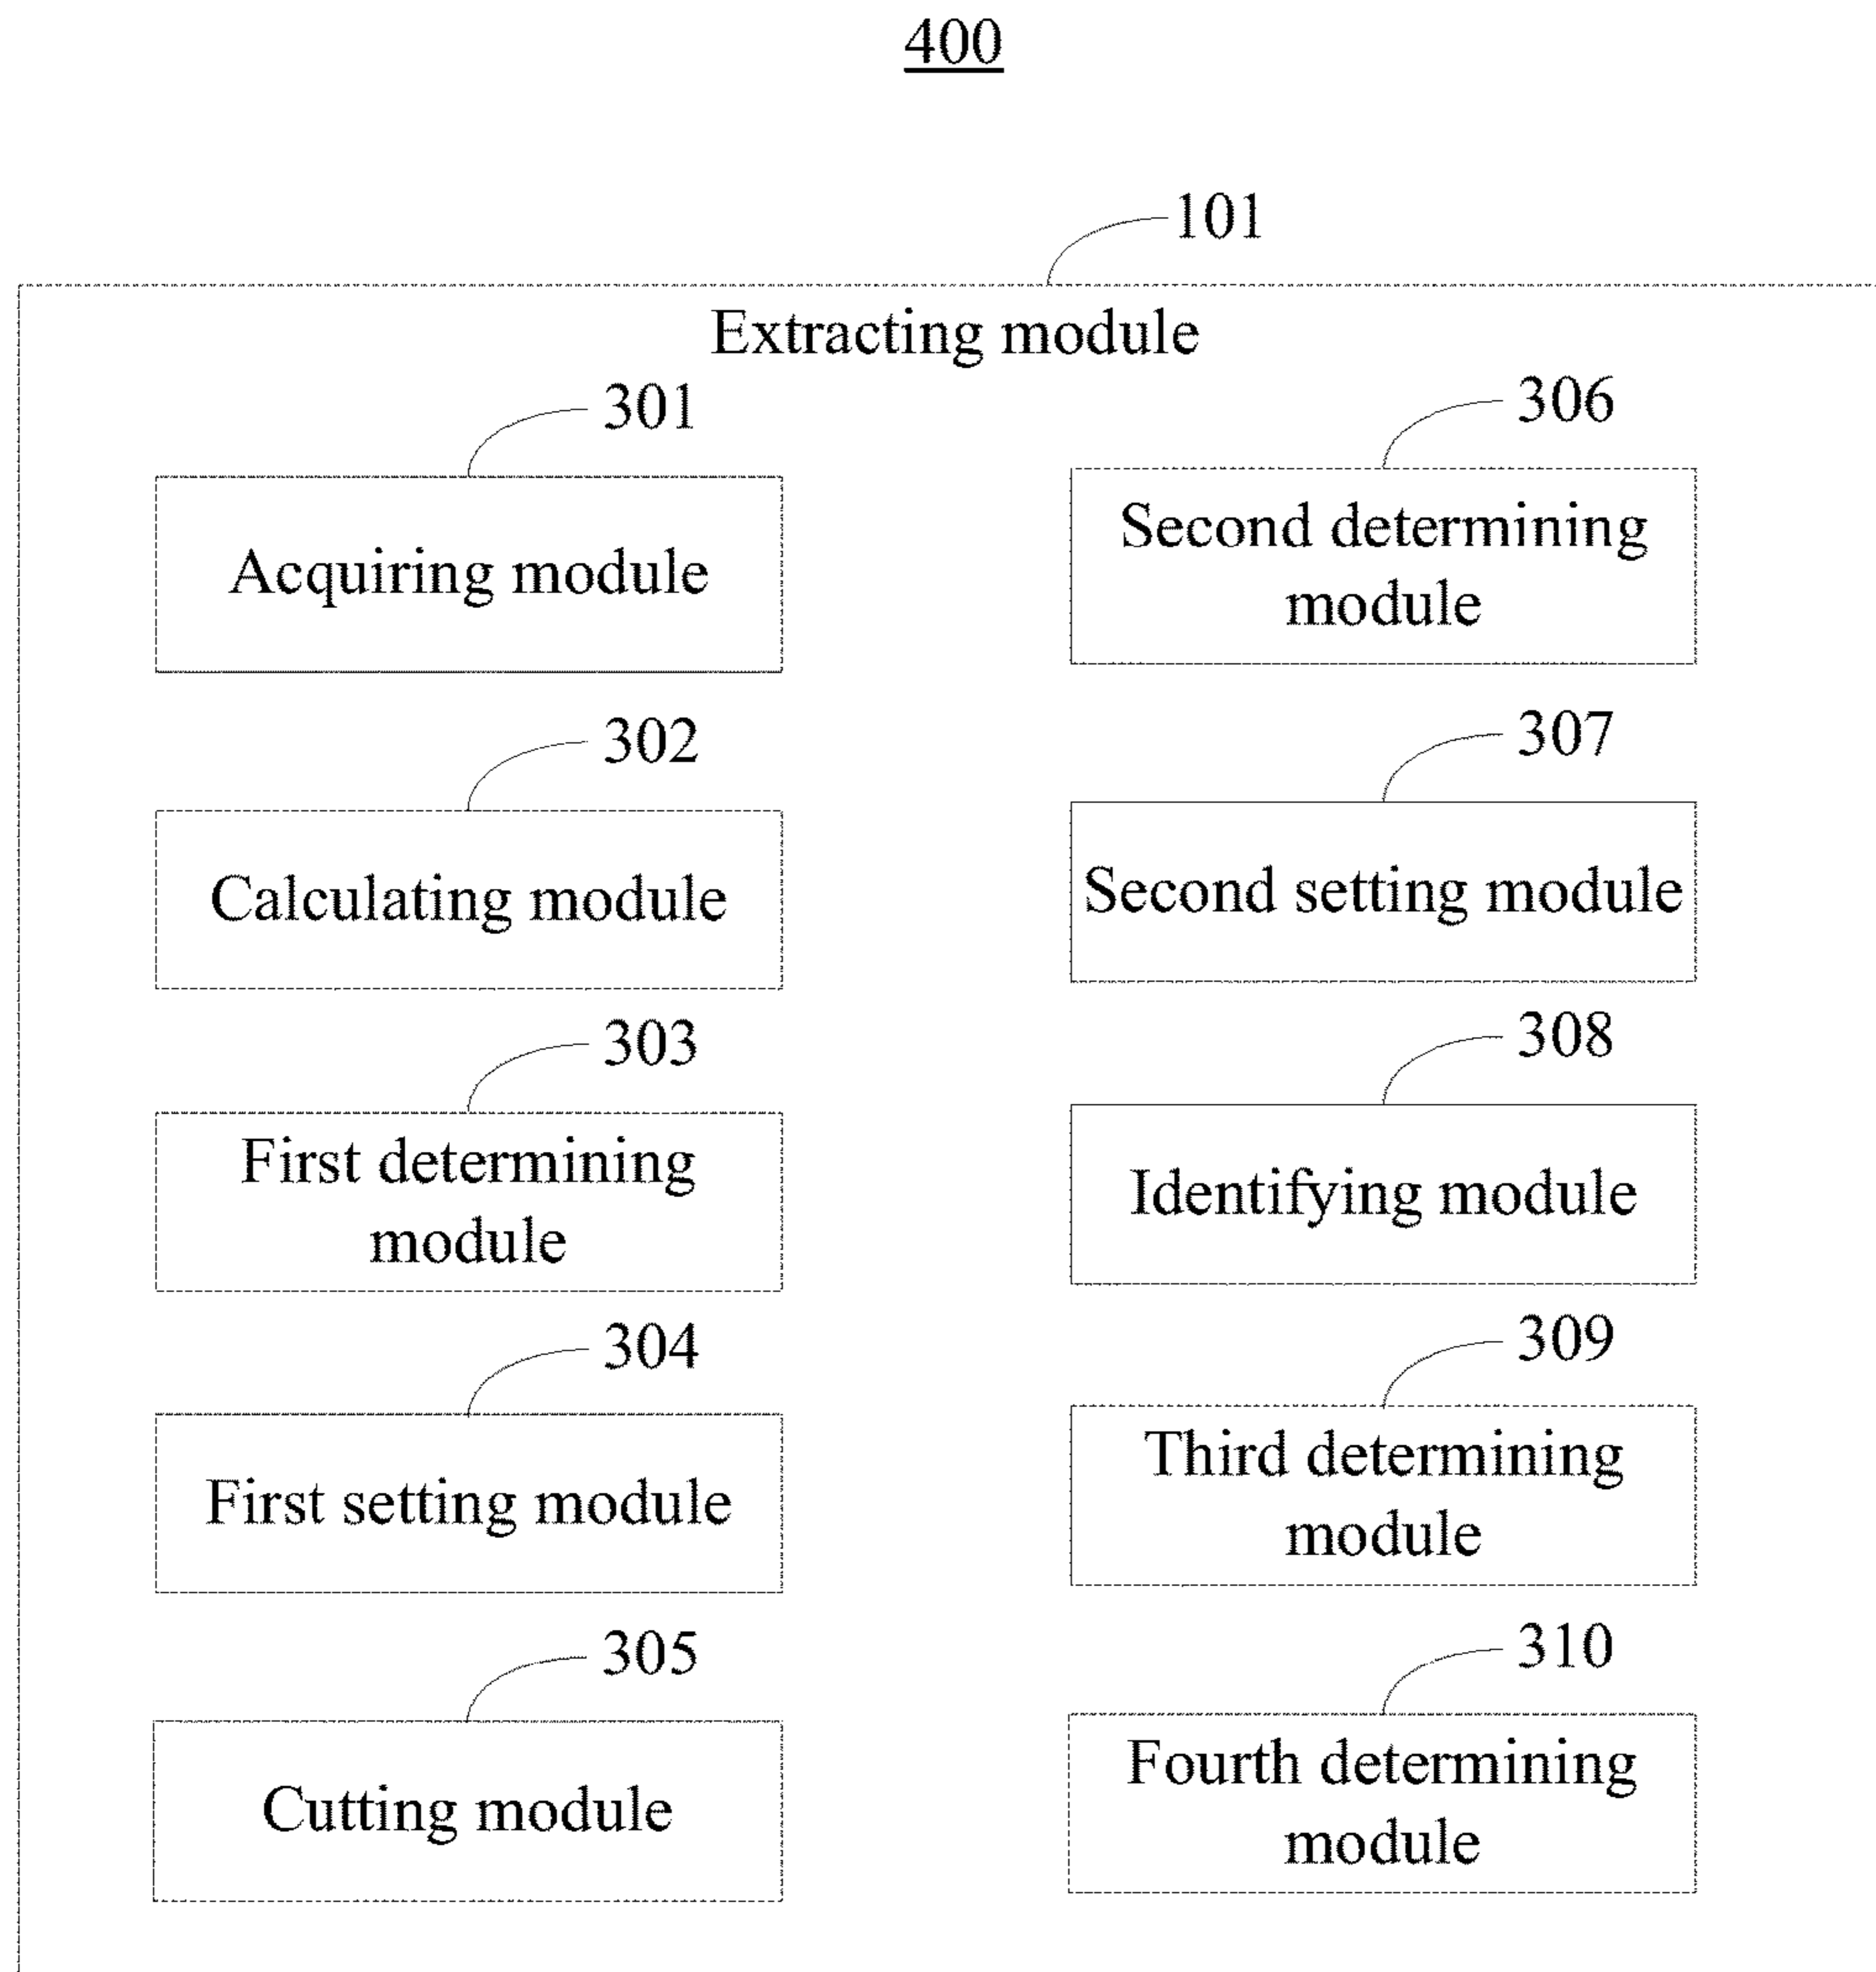 400
101
Extracting module
301
Acquiring module
302
Calculating module
303
First determining
module
304
First setting module
305
Cutting module
306
Second determining
module
307
Second setting module
308
Identifying module
309
Third determining
module
310
Fourth determining
module